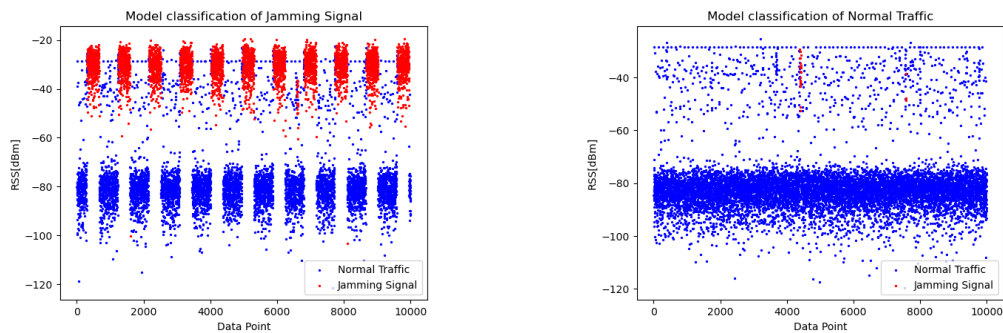 Model classification of Jamming Signal
−20
−40
−60
−80
−100
−120
RSS[dBm]
0
2000
4000
6000
8000
10000
Data Point
Normal Traffic
Jamming Signal
Model classification of Normal Traffic
−40
−60
−80
−100
−120
RSS[dBm]
0
2000
4000
6000
8000
10000
Data Point
Normal Traffic
Jamming Signal